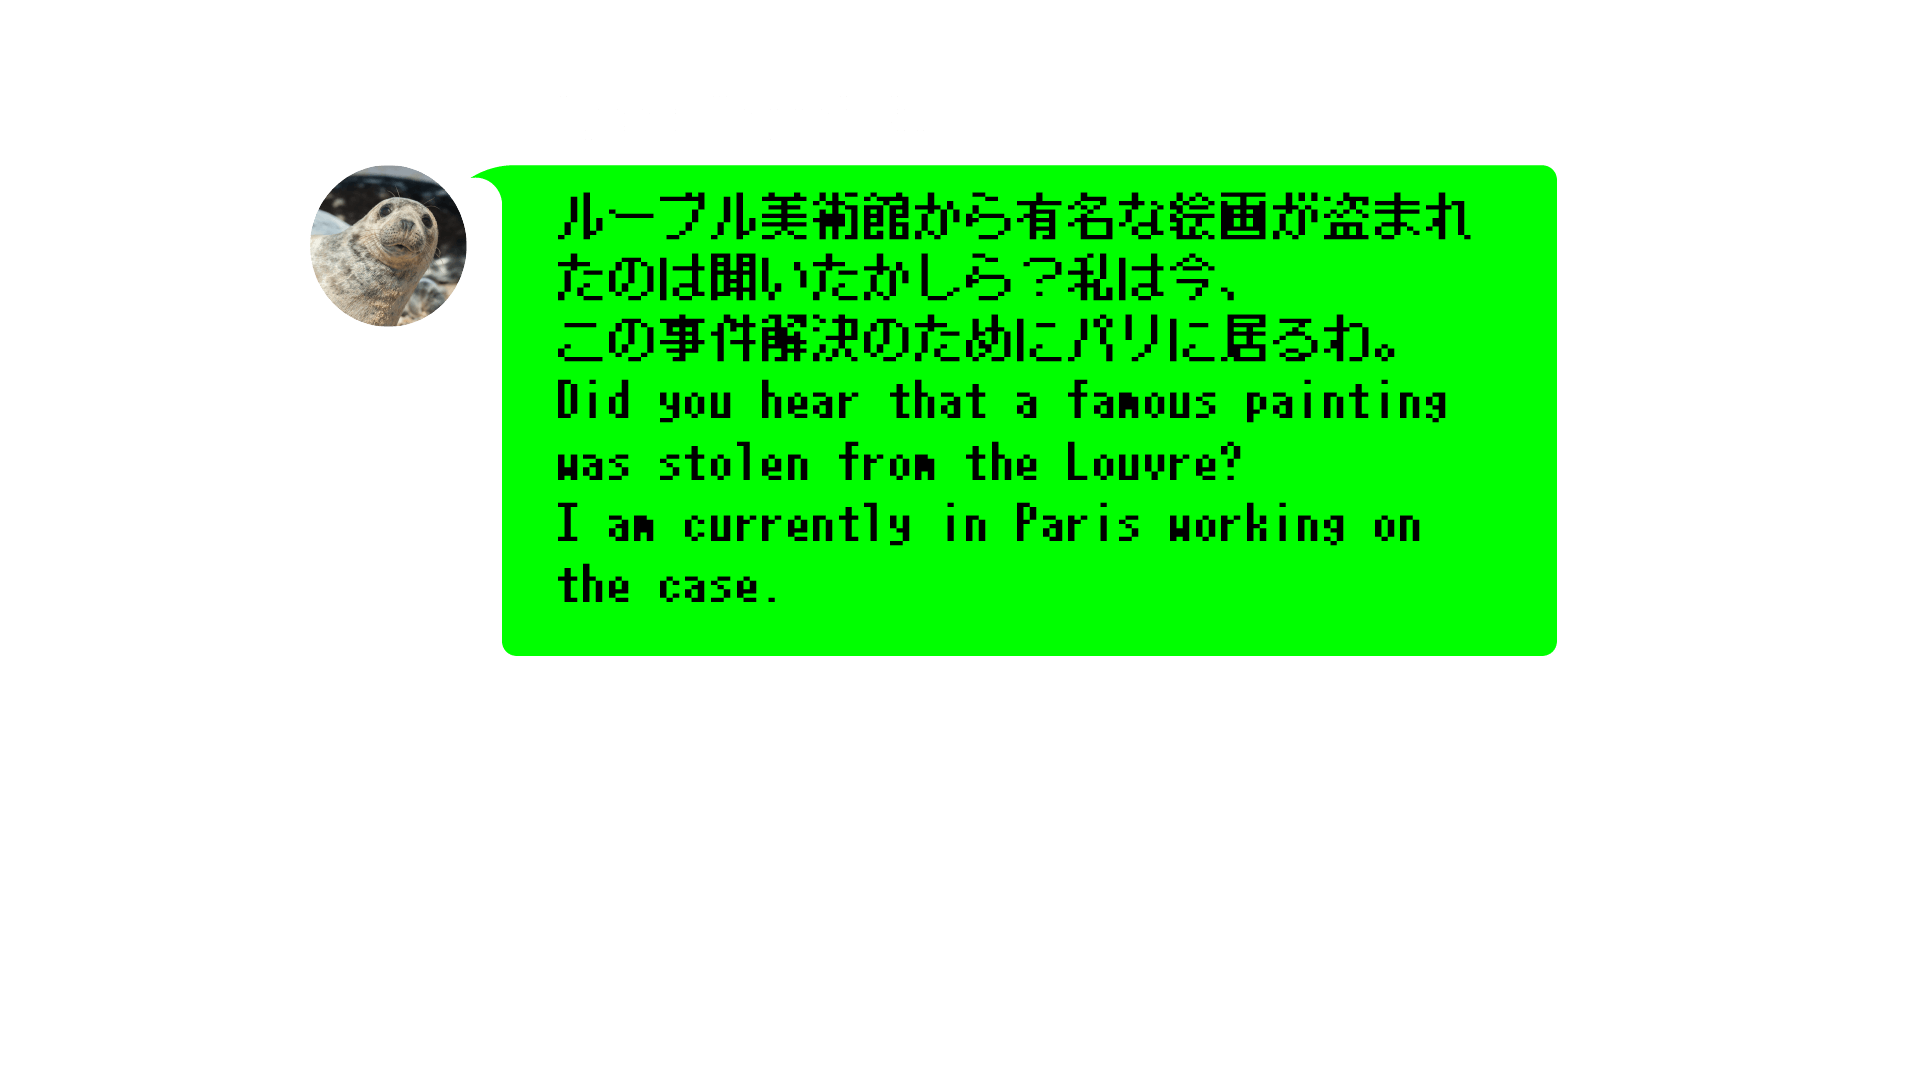 ルーブル美術館から有名な絵画が盗まれ
たのは聞いたかしら？私は今、
この事件解決のためにパリに居るわ。
Did you hear that a famous painting
was stolen from the Louvre?
I am currently in Paris working on
the case.